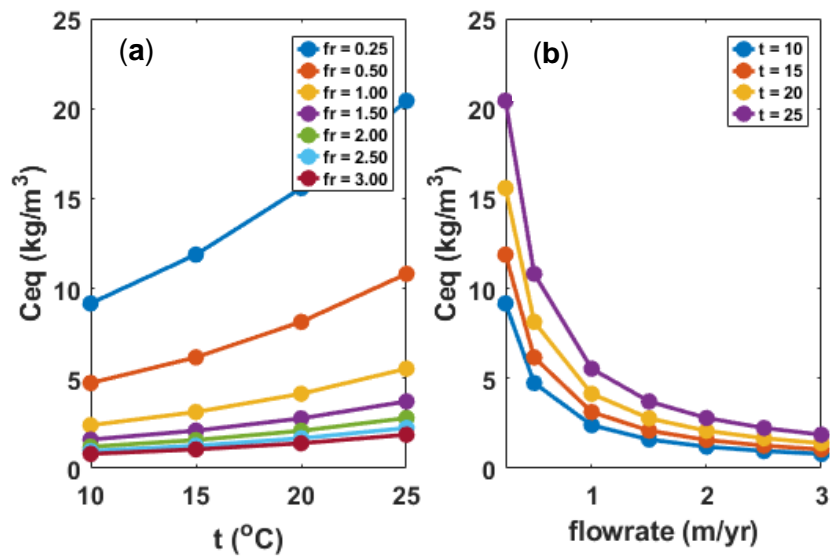 (a)
25
20
15
10
5
0
Ceq (kg/m³)
10
15
20
25
t (°C)
fr = 0.25
fr = 0.50
fr = 1.00
fr = 1.50
fr = 2.00
fr = 2.50
fr = 3.00
(b)
25
20
15
10
5
0
Ceq (kg/m³)
1
2
3
flowrate (m/yr)
t = 10
t = 15
t = 20
t = 25